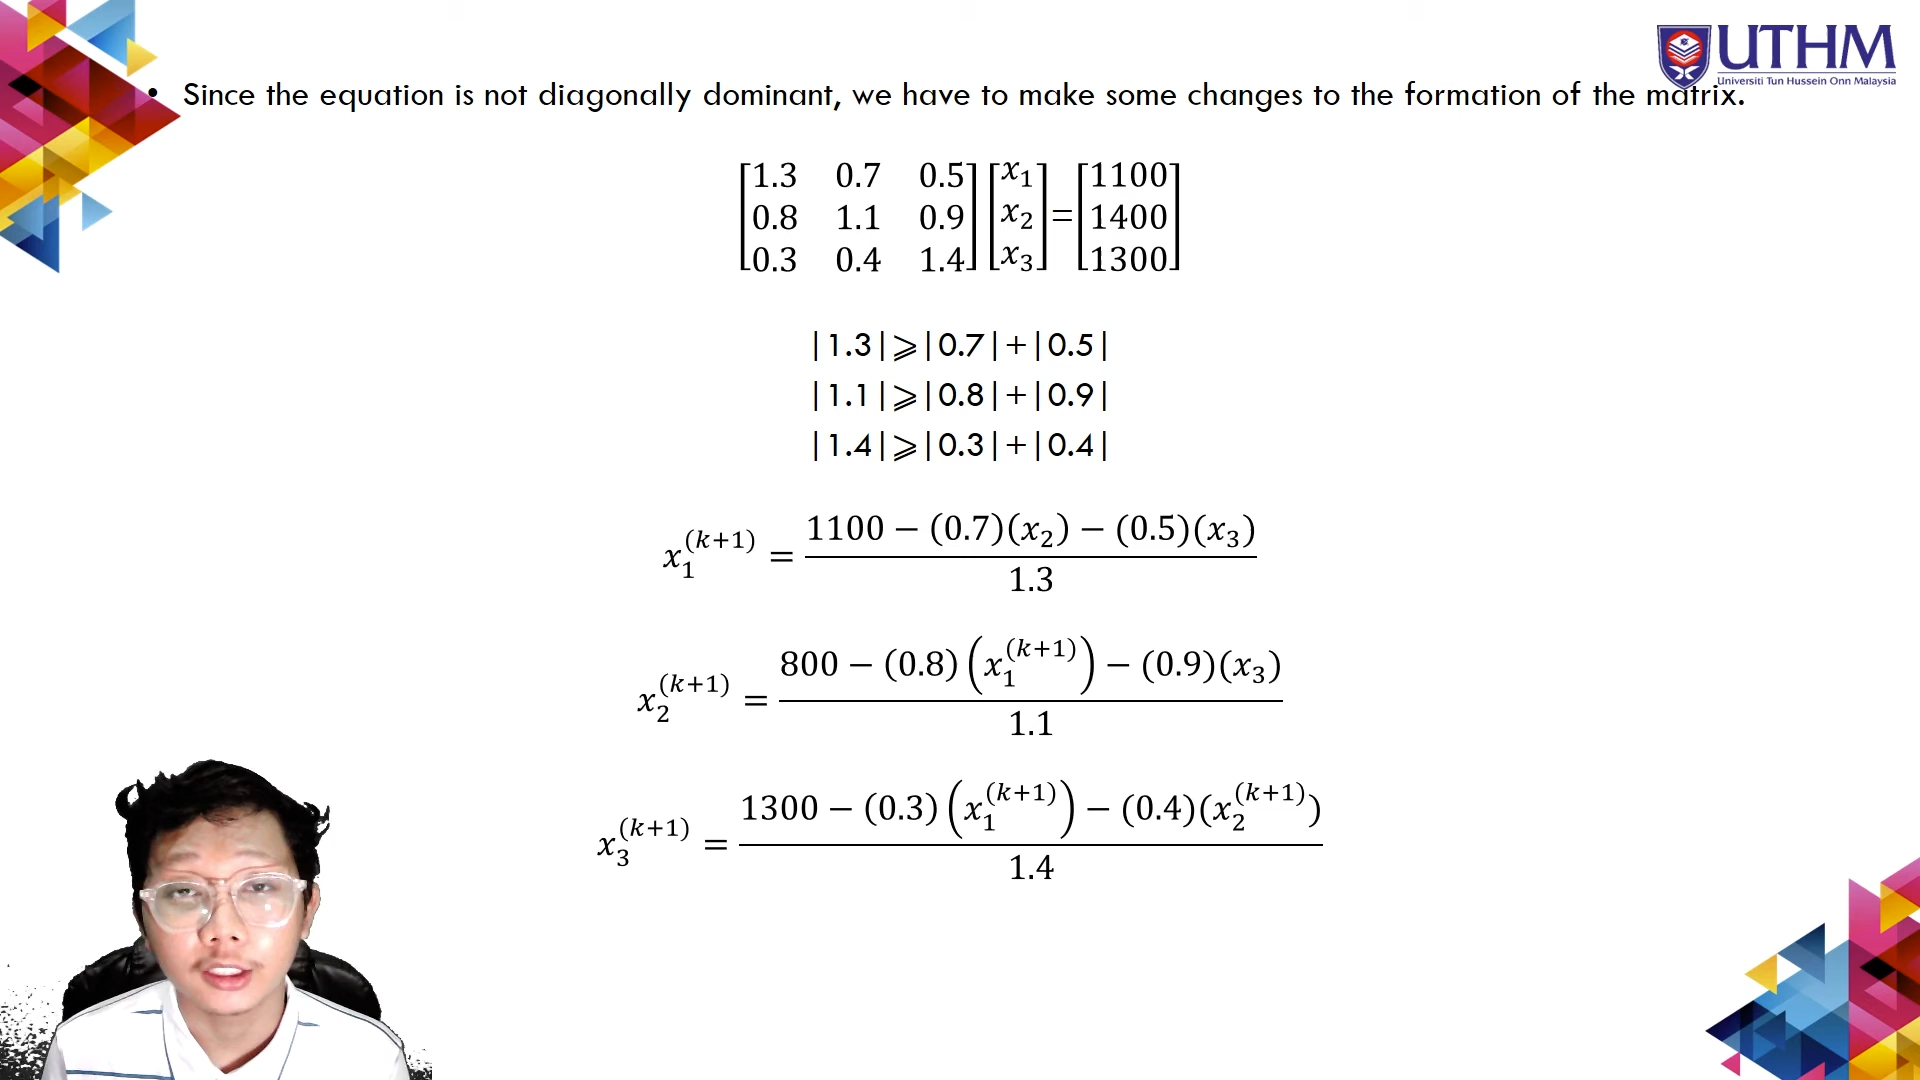 UTHM
Universiti Tun Hussein Onn Malaysia
• Since the equation is not diagonally dominant, we have to make some changes to the formation of the matrix.
[1.3 0.7 0.5] [x₁] [1100]
[0.8 1.1 0.9] [x₂] = [1400]
[0.3 0.4 1.4] [x₃] [1300]
|1.3|⩾|0.7|+|0.5|
|1.1|⩾|0.8|+|0.9|
|1.4|⩾|0.3|+|0.4|
x₁^(k+1) = (1100 − (0.7)(x₂) − (0.5)(x₃)) / 1.3
x₂^(k+1) = (800 − (0.8)(x₁^(k+1)) − (0.9)(x₃)) / 1.1
x₃^(k+1) = (1300 − (0.3)(x₁^(k+1)) − (0.4)(x₂^(k+1))) / 1.4